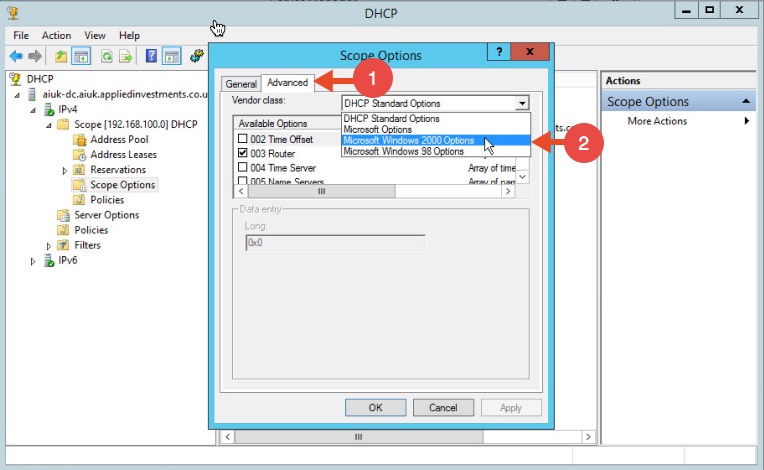 DHCP
File Action View Help
DHCP
aiuk-dc.aiuk.appliedinvestments.co.u
IPv4
Scope [192.168.100.0] DHCP
Address Pool
Address Leases
Reservations
Scope Options
Policies
Server Options
Policies
Filters
IPv6
Scope Options
General Advanced
1
Vendor class: DHCP Standard Options
DHCP Standard Options
Microsoft Options
Microsoft Windows 2000 Options
Microsoft Windows 98 Options
2
Available Options
002 Time Offset
003 Router
004 Time Server Array of time
005 Name Servers Array of nam
Data entry
Long:
0x0
OK Cancel Apply
ts.c
Actions
Scope Options
More Actions